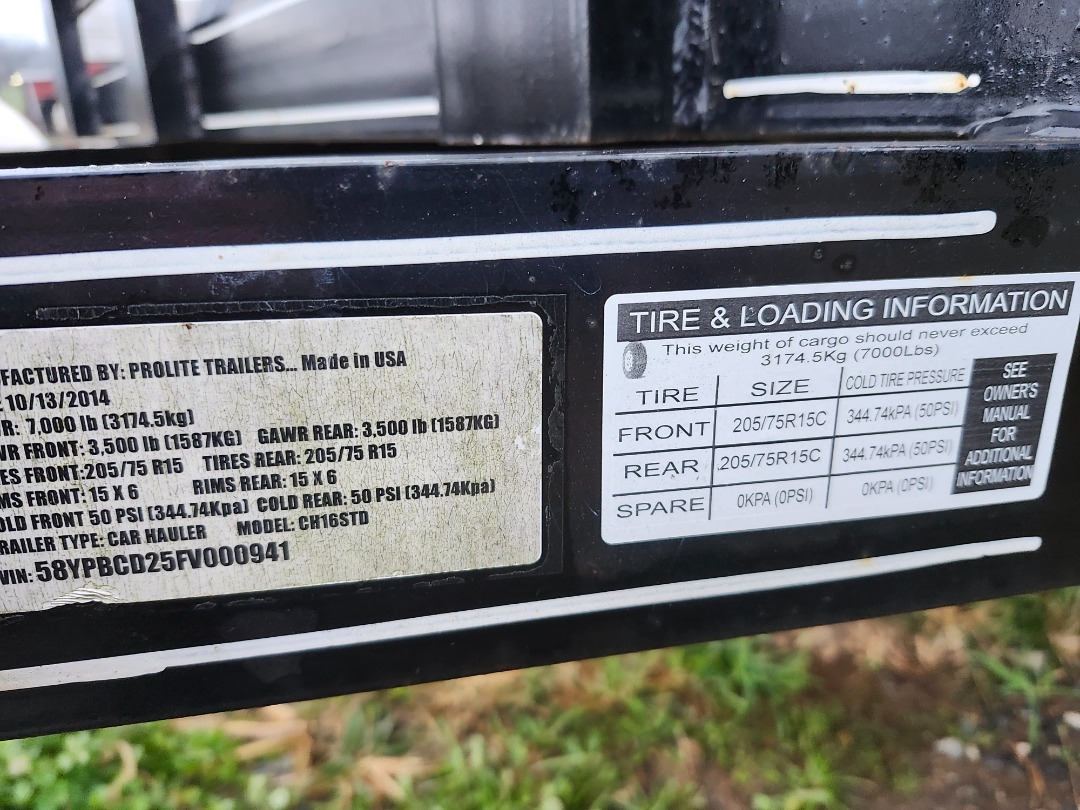 FACTURED BY: PROLITE TRAILERS... Made in USA
: 10/13/2014
R: 7,000 lb (3174.5kg)
WR FRONT: 3,500 lb (1587KG) GAWR REAR: 3,500 lb (1587KG)
ES FRONT:205/75 R15 TIRES REAR: 205/75 R15
MS FRONT: 15 X 6 RIMS REAR: 15 X 6
OLD FRONT 50 PSI (344.74Kpa) COLD REAR: 50 PSI (344.74Kpa)
RAILER TYPE: CAR HAULER MODEL: CH16STD
VIN: 58YPBCD25FV000941
TIRE & LOADING INFORMATION
This weight of cargo should never exceed
3174.5Kg (7000Lbs)
TIRE SIZE COLD TIRE PRESSURE
FRONT 205/75R15C 344.74kPA (50PSI)
REAR 205/75R15C 344.74kPA (50PSI)
SPARE 0KPA (0PSI) 0KPA (0PSI)
SEE
OWNER'S
MANUAL
FOR
ADDITIONAL
INFORMATION